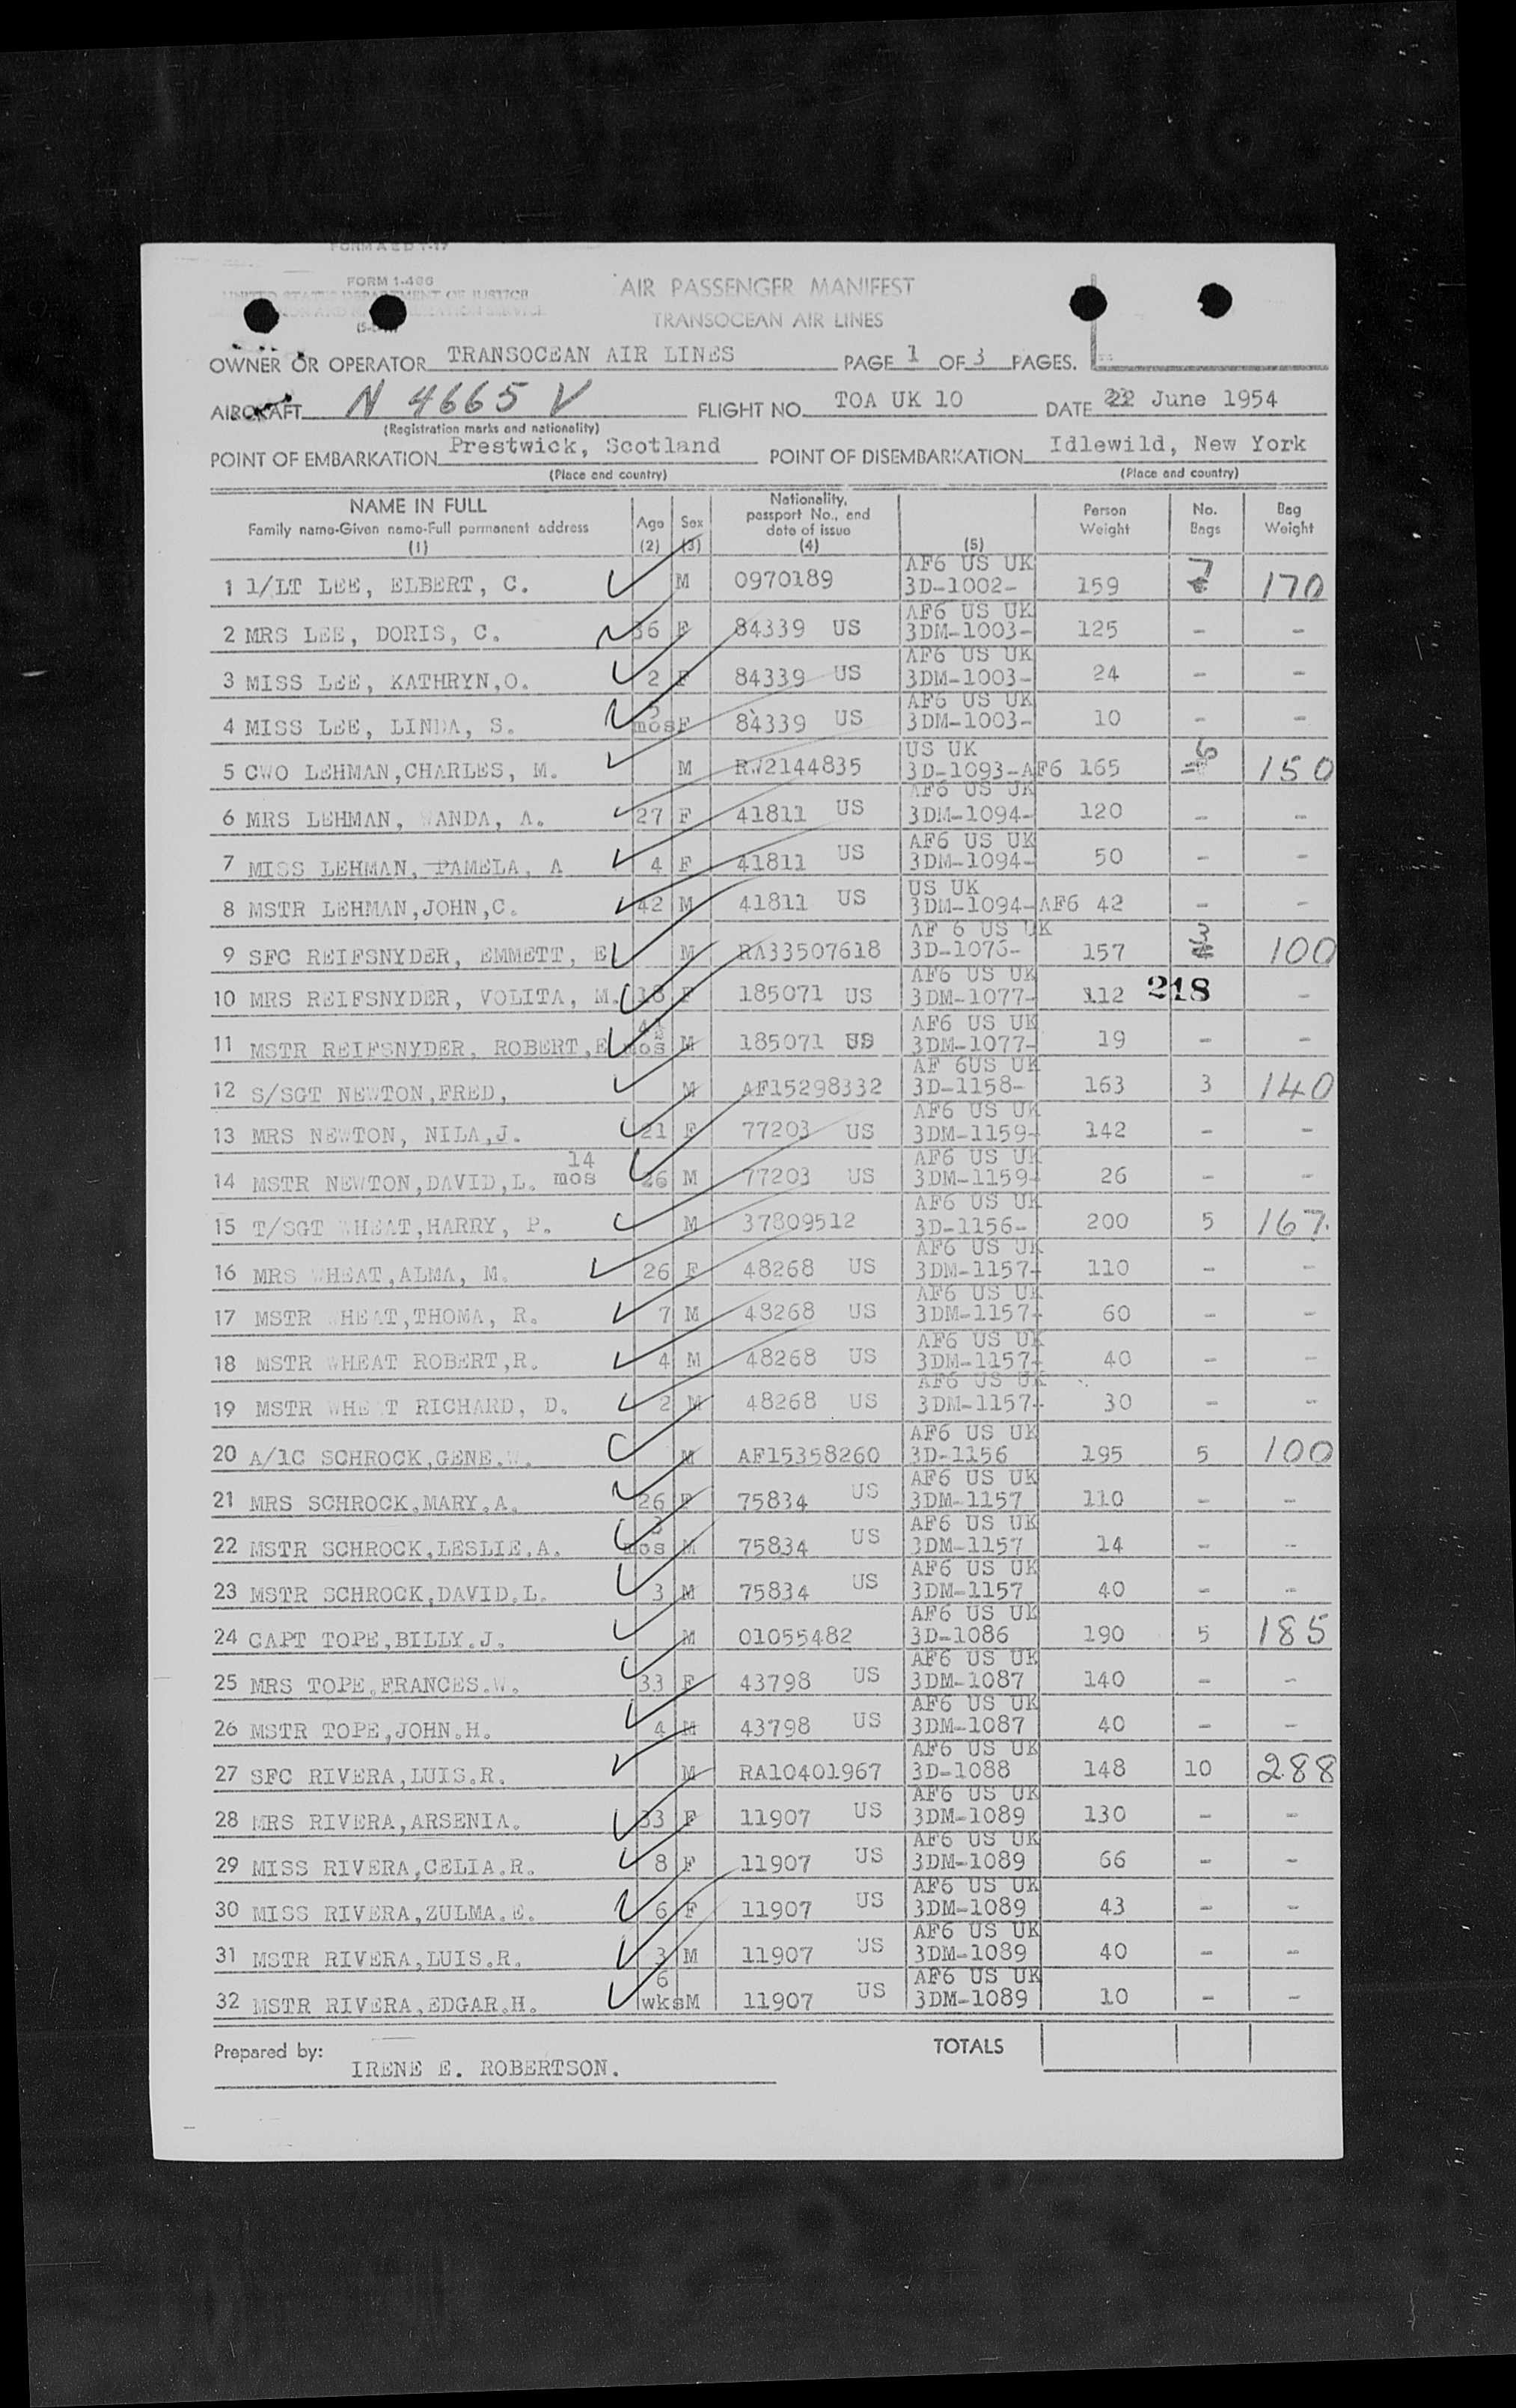 FORM A E D 7-17
FORM 1-466
UNITED STATES DEPARTMENT OF JUSTICE
AIR PASSENGER MANIFEST
TRANSOCEAN AIR LINES
OWNER OR OPERATOR TRANSOCEAN AIR LINES PAGE 1 OF 3 PAGES.
AIRCRAFT N 4665 V FLIGHT NO. TOA UK 10 DATE 22 June 1954
(Registration marks and nationality)
POINT OF EMBARKATION Prestwick, Scotland POINT OF DISEMBARKATION Idlewild, New York
(Place and country) (Place and country)
NAME IN FULL Family name-Given name-Full permanent address (1) Age (2) Sex (3) Nationality, passport No., and date of issue (4) (5) Person Weight No. Bags Bag Weight
1 1/LT LEE, ELBERT, C. M 0970189 AF6 US UK 3D-1002- 159 7 170
2 MRS LEE, DORIS, C. 36 F 84339 US AF6 US UK 3DM-1003- 125 - -
3 MISS LEE, KATHRYN,O. 2 F 84339 US AF6 US UK 3DM-1003- 24 - -
4 MISS LEE, LINDA, S. 5 mos F 84339 US AF6 US UK 3DM-1003- 10 - -
5 CWO LEHMAN,CHARLES, M. M RW2144835 US UK 3D-1093-AF6 165 6 150
6 MRS LEHMAN, WANDA, A. 27 F 41811 US AF6 US UK 3DM-1094- 120 - -
7 MISS LEHMAN, PAMELA, A 4 F 41811 US AF6 US UK 3DM-1094- 50 - -
8 MSTR LEHMAN,JOHN,C. 42 M 41811 US US UK 3DM-1094-AF6 42 - -
9 SFC REIFSNYDER, EMMETT, E M RA33507618 AF 6 US UK 3D-1076- 157 100
10 MRS REIFSNYDER, VOLITA, M. 18 F 185071 US AF6 US UK 3DM-1077- 112 218 -
11 MSTR REIFSNYDER, ROBERT,E mos M 185071 US AF6 US UK 3DM-1077- 19 - -
12 S/SGT NEWTON,FRED, M AF15298332 AF 6US UK 3D-1158- 163 3 140
13 MRS NEWTON, NILA,J. 21 F 77203 US AF6 US UK 3DM-1159- 142 - -
14 MSTR NEWTON,DAVID,L. 14 mos 26 M 77203 US AF6 US UK 3DM-1159- 26 - -
15 T/SGT WHEAT,HARRY, P. M 37809512 AF6 US UK 3D-1156- 200 5 167.
16 MRS WHEAT,ALMA, M. 26 F 48268 US AF6 US UK 3DM-1157- 110 - -
17 MSTR WHEAT,THOMA, R. 7 M 48268 US AF6 US UK 3DM-1157- 60 - -
18 MSTR WHEAT ROBERT,R. 4 M 48268 US AF6 US UK 3DM-1157- 40 - -
19 MSTR WHEAT RICHARD, D. 2 M 48268 US AF6 US UK 3DM-1157- 30 - -
20 A/1C SCHROCK,GENE.W. M AF15358260 AF6 US UK 3D-1156 195 5 100
21 MRS SCHROCK.MARY.A. 26 F 75834 US AF6 US UK 3DM-1157 110 - -
22 MSTR SCHROCK,LESLIE.A. 3 mos M 75834 US AF6 US UK 3DM-1157 14 - -
23 MSTR SCHROCK,DAVID.L. 3 M 75834 US AF6 US UK 3DM-1157 40 - -
24 CAPT TOPE,BILLY.J. M 01055482 AF6 US UK 3D-1086 190 5 185
25 MRS TOPE.FRANCES.W. 33 F 43798 US AF6 US UK 3DM-1087 140 - -
26 MSTR TOPE,JOHN.H. 4 M 43798 US AF6 US UK 3DM-1087 40 - -
27 SFC RIVERA,LUIS.R. M RA10401967 AF6 US UK 3D-1088 148 10 288
28 MRS RIVERA,ARSENIA. 33 F 11907 US AF6 US UK 3DM-1089 130 - -
29 MISS RIVERA,CELIA.R. 8 F 11907 US AF6 US UK 3DM-1089 66 - -
30 MISS RIVERA,ZULMA.E. 6 F 11907 US AF6 US UK 3DM-1089 43 - -
31 MSTR RIVERA,LUIS.R. 3 M 11907 US AF6 US UK 3DM-1089 40 - -
32 MSTR RIVERA,EDGAR.H. 6 wks M 11907 US AF6 US UK 3DM-1089 10 - -
Prepared by: IRENE E. ROBERTSON. TOTALS